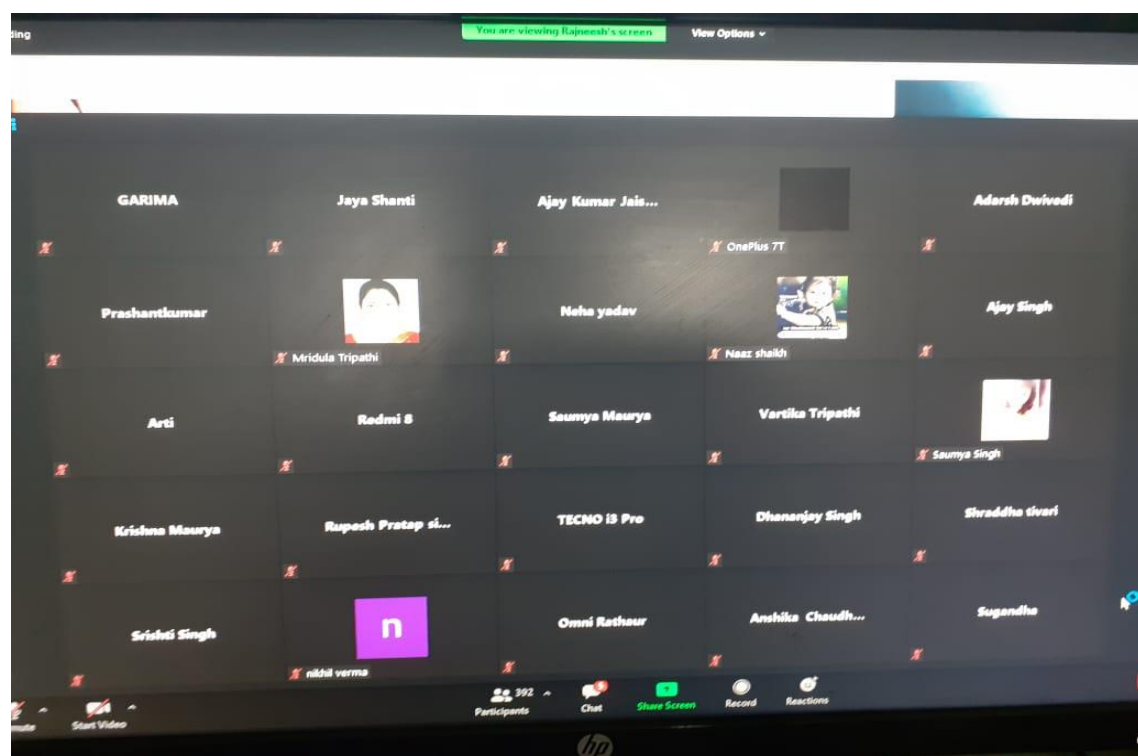 ding
You are viewing Rajneesh's screen
View Options
GARIMA
Jaya Shanti
Ajay Kumar Jais...
OnePlus 7T
Adarsh Dwivedi
Prashantkumar
Mridula Tripathi
Neha yadav
Naaz shaikh
Ajay Singh
Arti
Redmi 8
Saumya Maurya
Vartika Tripathi
Saumya Singh
Krishna Maurya
Rupesh Pratap si...
TECNO i3 Pro
Dhananjay Singh
Shraddha tivari
Srishti Singh
n
nikhil verma
Omni Rathaur
Anshika Chaudh...
Sugandha
mute
Start Video
392
Participants
Chat
Share Screen
Record
Reactions
hp